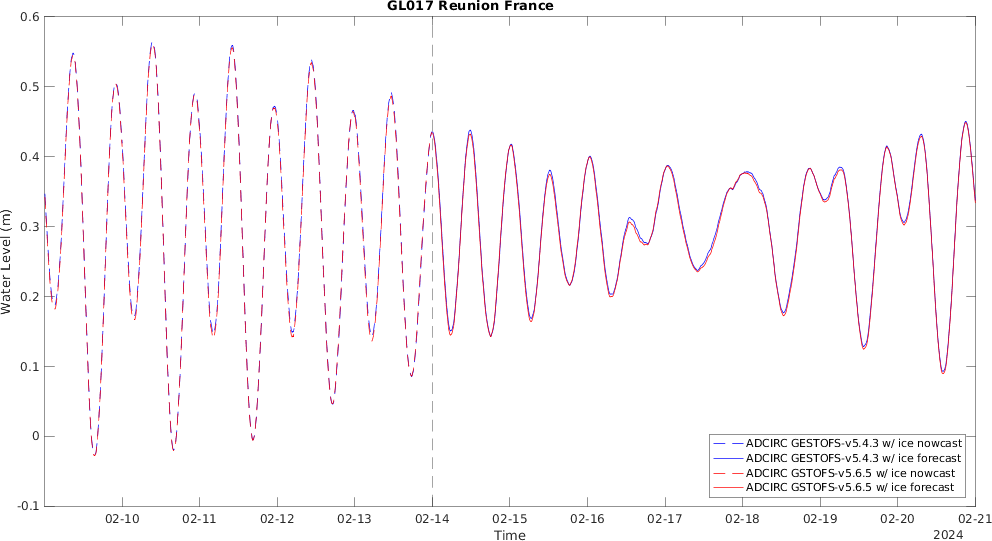 GL017 Reunion France
0.6
0.5
0.4
0.3
0.2
0.1
0
-0.1
Water Level (m)
ADCIRC GESTOFS-v5.4.3 w/ ice nowcast
ADCIRC GESTOFS-v5.4.3 w/ ice forecast
ADCIRC GSTOFS-v5.6.5 w/ ice nowcast
ADCIRC GSTOFS-v5.6.5 w/ ice forecast
02-10 02-11 02-12 02-13 02-14 02-15 02-16 02-17 02-18 02-19 02-20 02-21
Time
2024